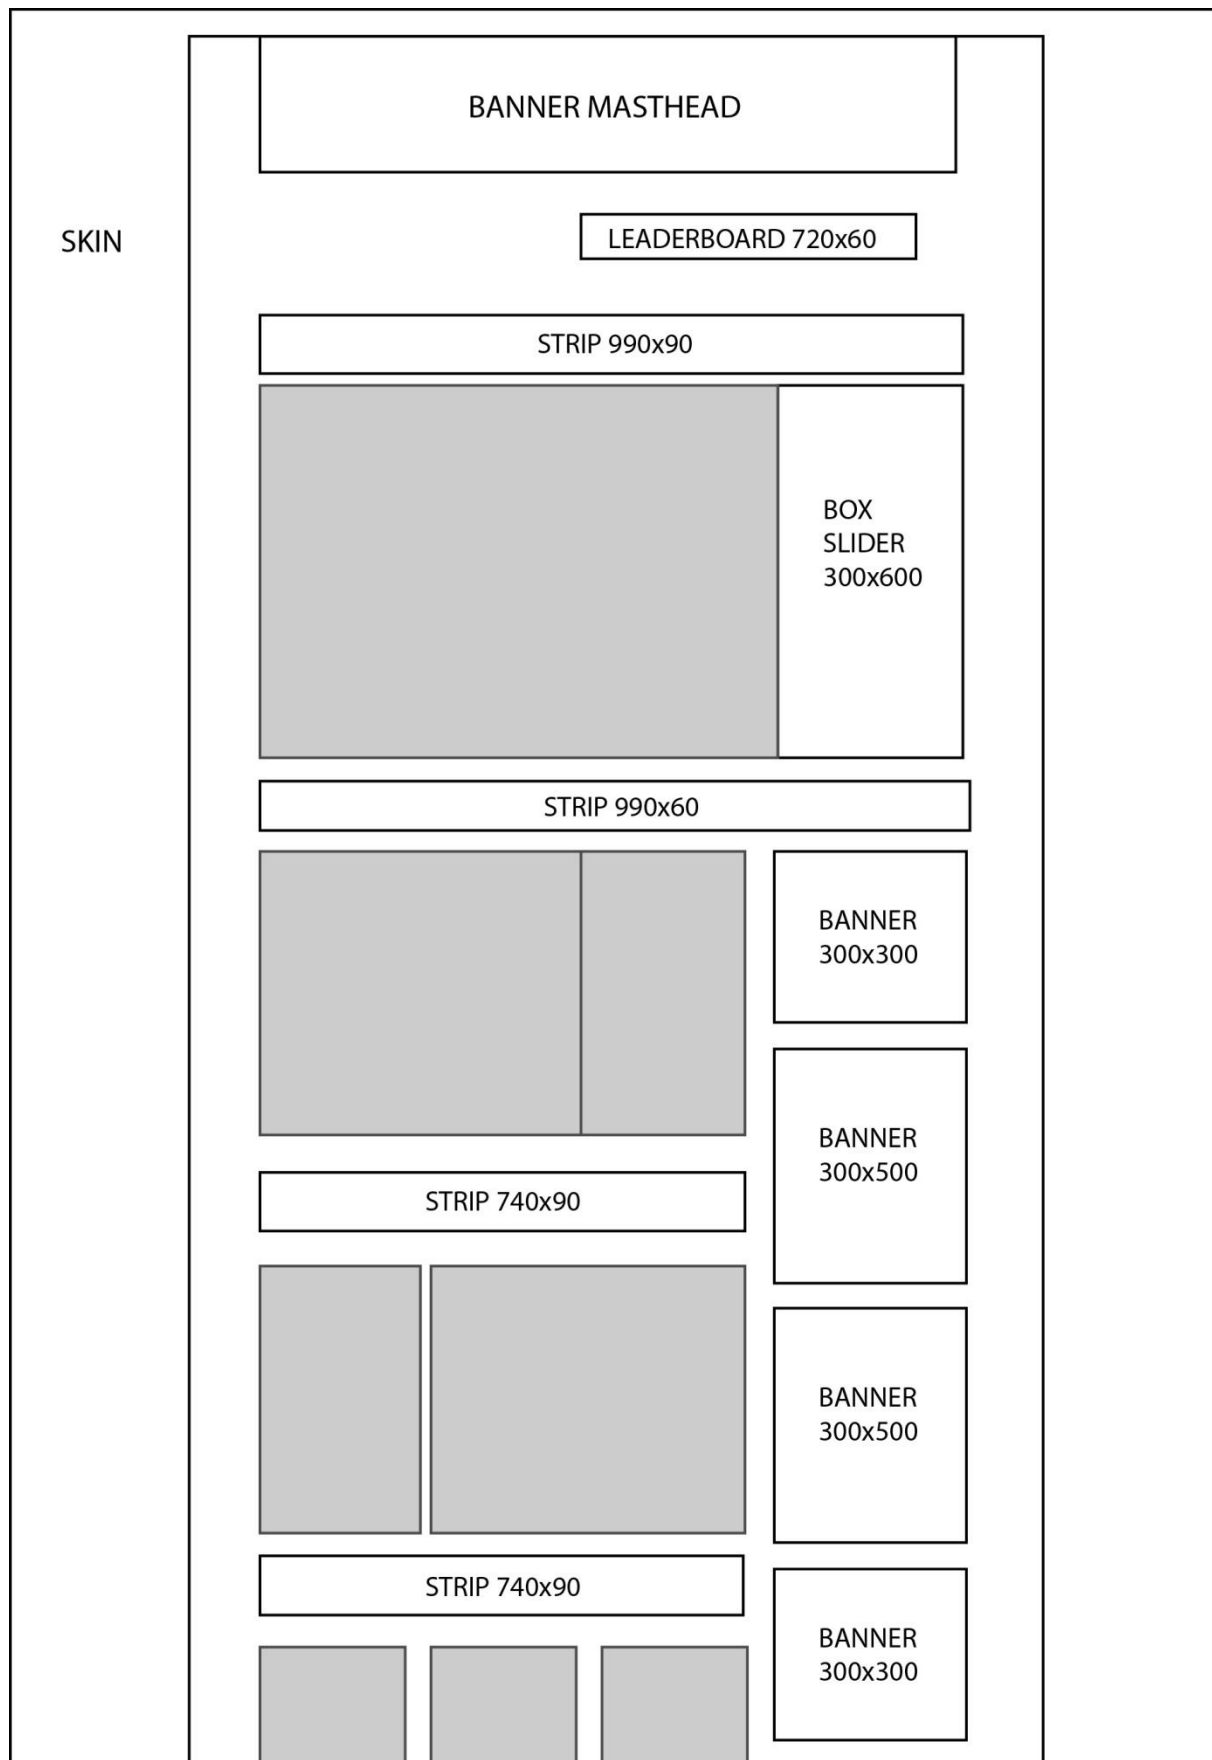 BANNER MASTHEAD
SKIN
LEADERBOARD 720x60
STRIP 990x90
BOX
SLIDER
300x600
STRIP 990x60
BANNER
300x300
BANNER
300x500
STRIP 740x90
BANNER
300x500
STRIP 740x90
BANNER
300x300